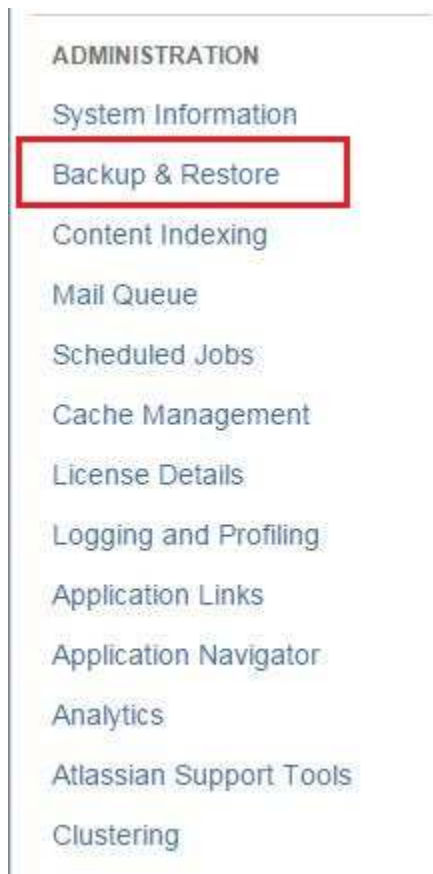 ADMINISTRATION
System Information
Backup & Restore
Content Indexing
Mail Queue
Scheduled Jobs
Cache Management
License Details
Logging and Profiling
Application Links
Application Navigator
Analytics
Atlassian Support Tools
Clustering